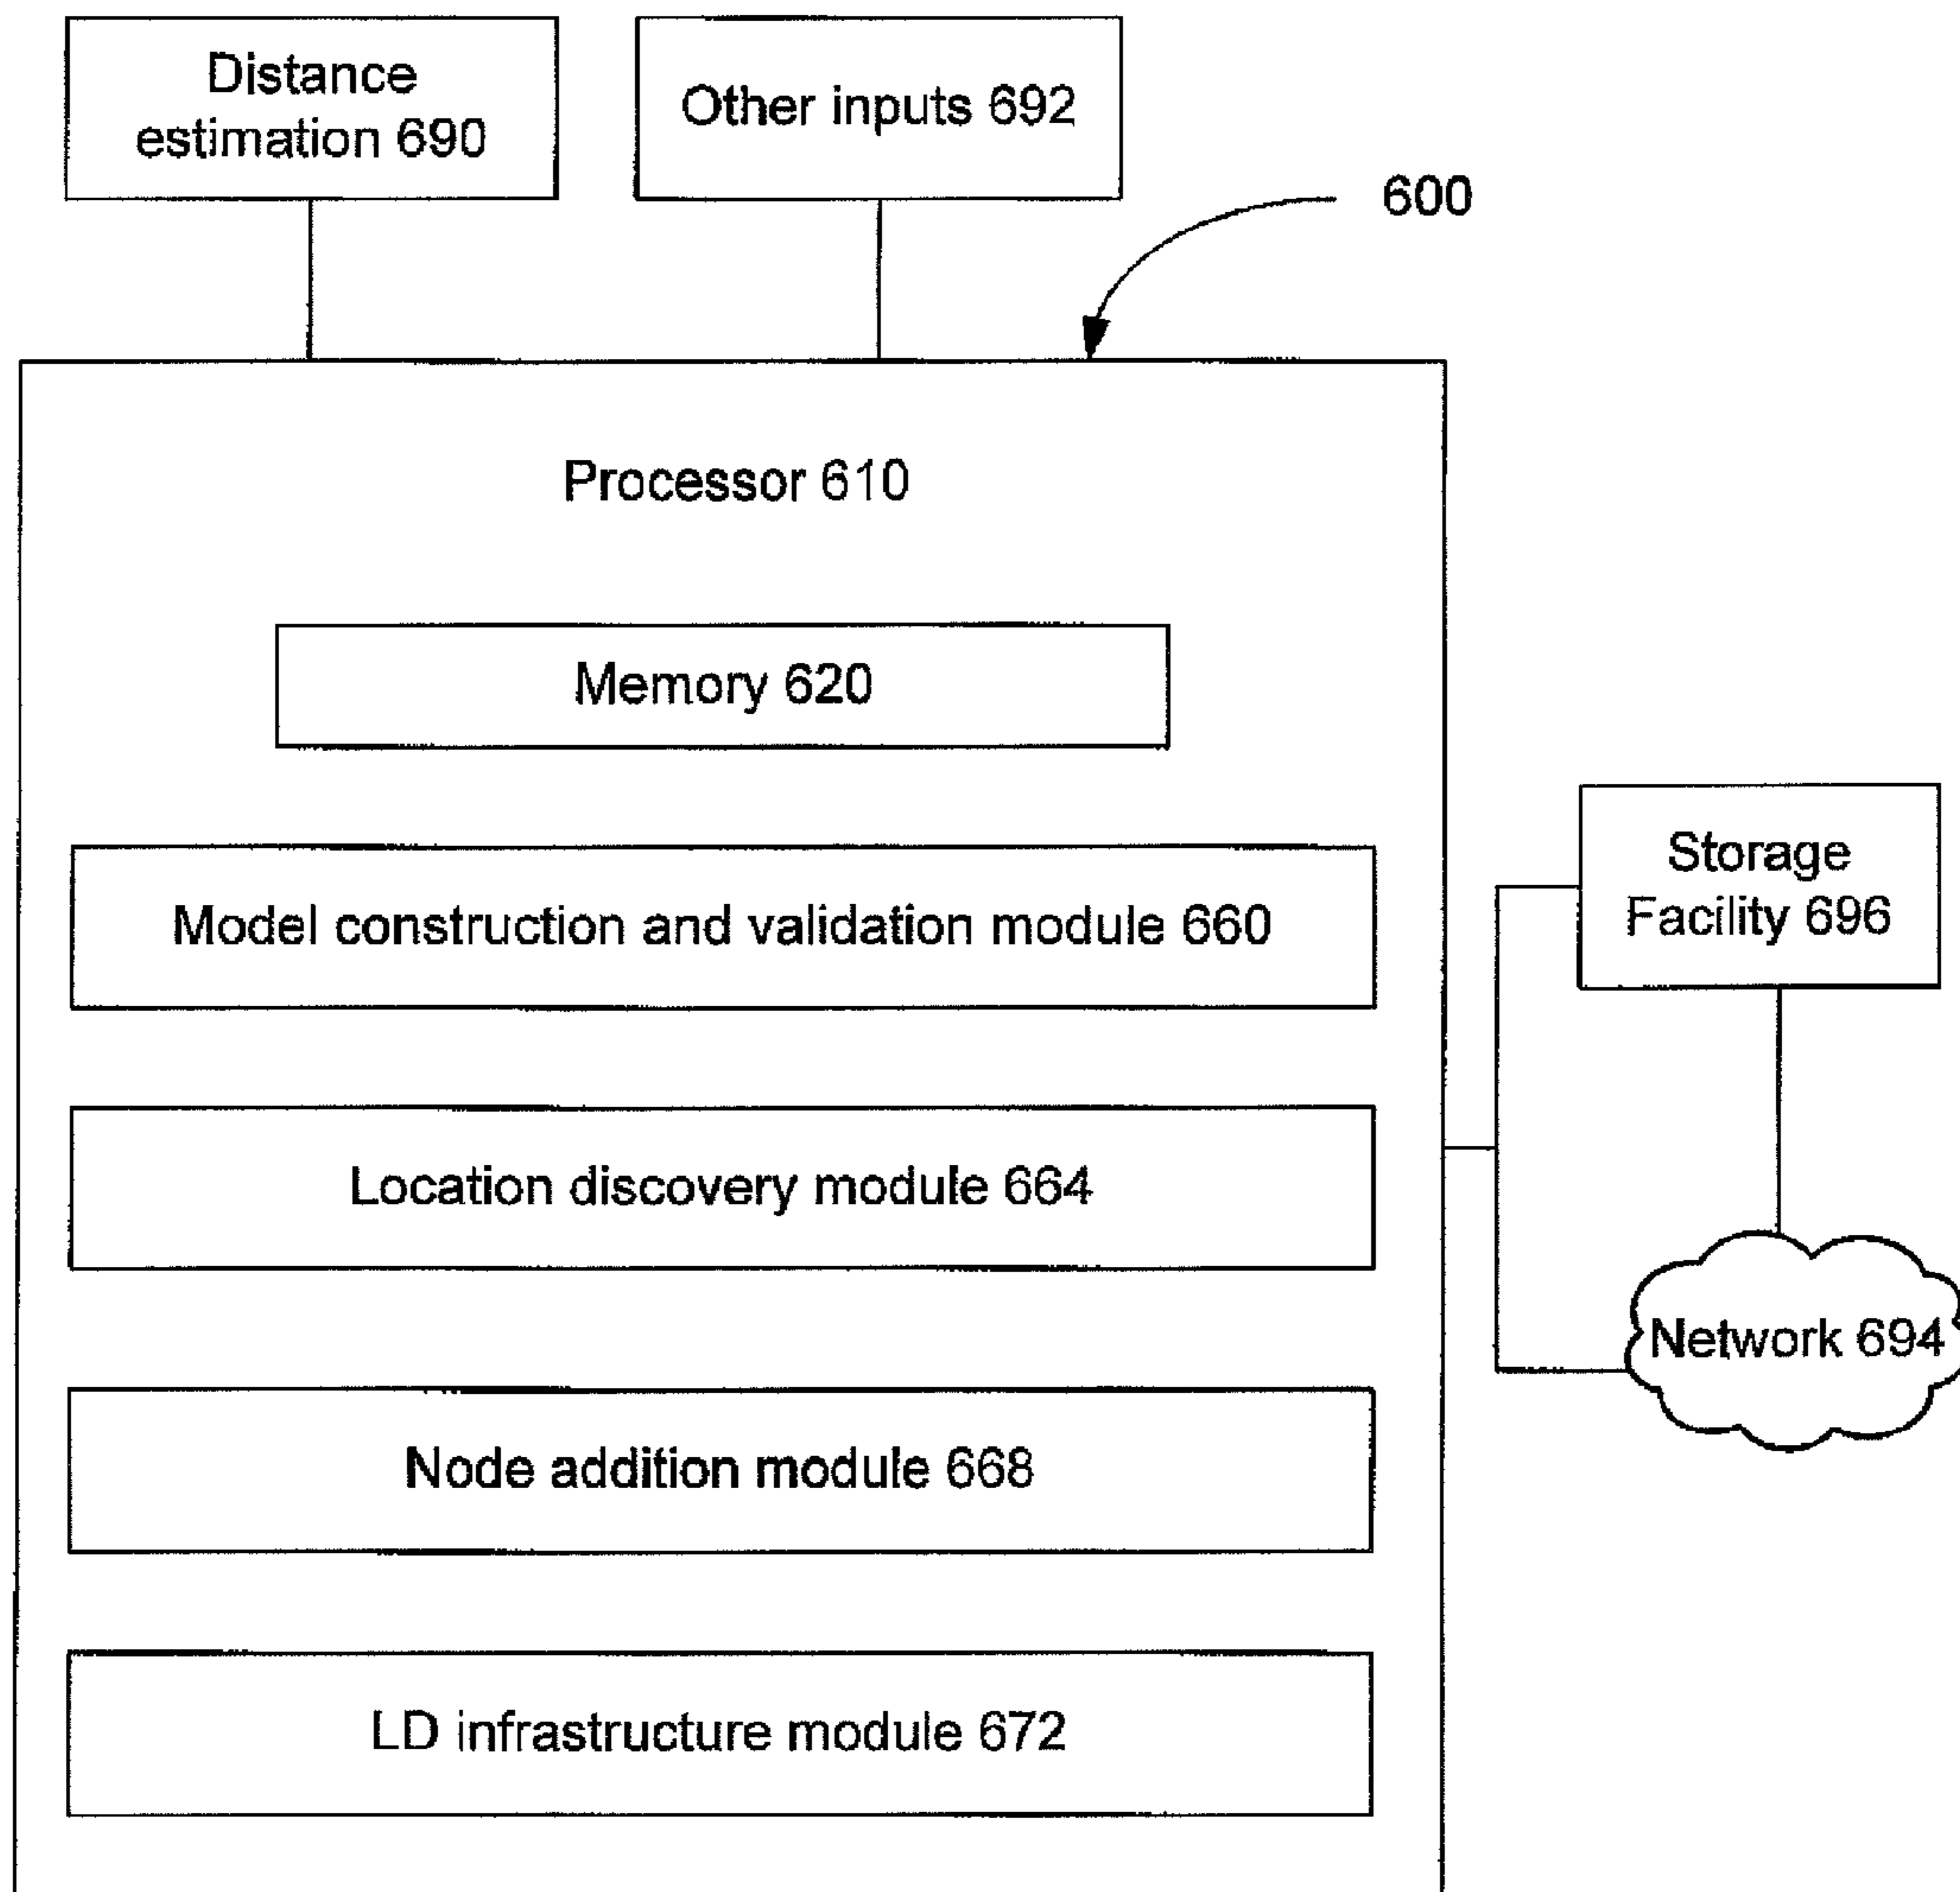 Distance
estimation 690
Other inputs 692
600
Processor 610
Memory 620
Model construction and validation module 660
Storage
Facility 696
Location discovery module 664
Network 694
Node addition module 668
LD infrastructure module 672